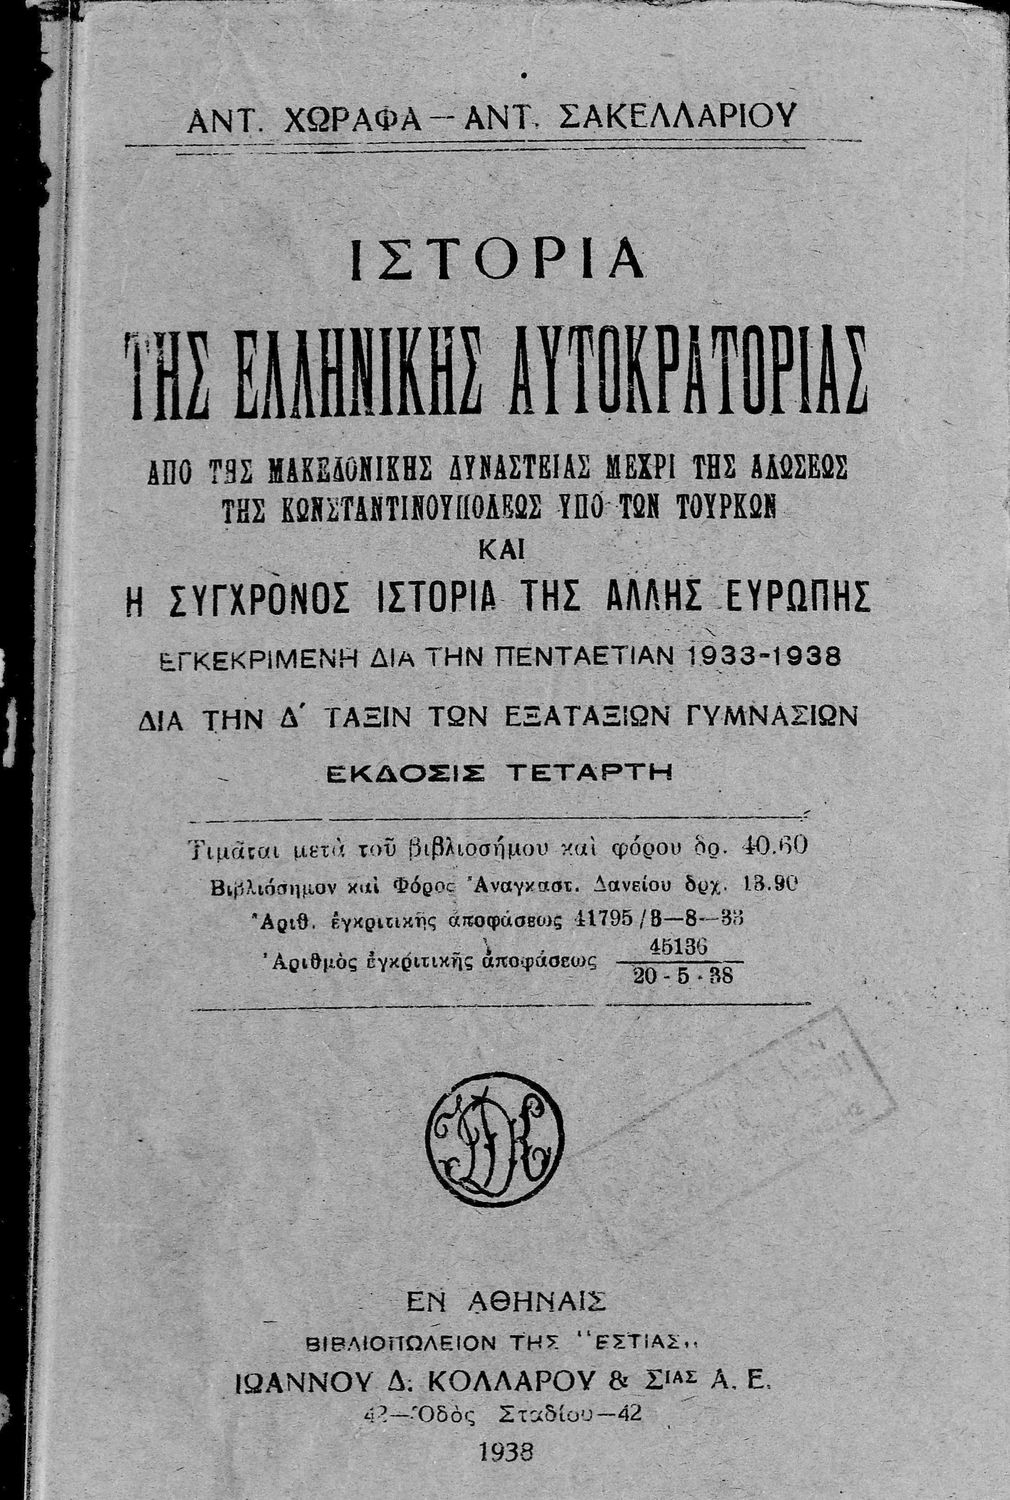 ΑΝΤ. ΧΩΡΑΦΑ — ΑΝΤ. ΣΑΚΕΛΛΑΡΙΟΥ
ΙΣΤΟΡΙΑ
ΤΗΣ ΕΛΛΗΝΙΚΗΣ ΑΥΤΟΚΡΑΤΟΡΙΑΣ
ΑΠΟ ΤΗΣ ΜΑΚΕΔΟΝΙΚΗΣ ΔΥΝΑΣΤΕΙΑΣ ΜΕΧΡΙ ΤΗΣ ΑΛΩΣΕΩΣ
ΤΗΣ ΚΩΝΣΤΑΝΤΙΝΟΥΠΟΛΕΩΣ ΥΠΟ ΤΩΝ ΤΟΥΡΚΩΝ
ΚΑΙ
Η ΣΥΓΧΡΟΝΟΣ ΙΣΤΟΡΙΑ ΤΗΣ ΑΛΛΗΣ ΕΥΡΩΠΗΣ
ΕΓΚΕΚΡΙΜΕΝΗ ΔΙΑ ΤΗΝ ΠΕΝΤΑΕΤΙΑΝ 1933-1938
ΔΙΑ ΤΗΝ Δ΄ ΤΑΞΙΝ ΤΩΝ ΕΞΑΤΑΞΙΩΝ ΓΥΜΝΑΣΙΩΝ
ΕΚΔΟΣΙΣ ΤΕΤΑΡΤΗ
Τιμᾶται μετὰ τοῦ βιβλιοσήμου καὶ φόρου δρ. 40.60
Βιβλιόσημον καὶ Φόρος Ἀναγκαστ. Δανείου δρχ. 13.90
Ἀριθ. ἐγκριτικῆς ἀποφάσεως 41795/8—8—33
Ἀριθμὸς ἐγκριτικῆς ἀποφάσεως 45136
20 - 5 - 38
ΕΝ ΑΘΗΝΑΙΣ
ΒΙΒΛΙΟΠΩΛΕΙΟΝ ΤΗΣ "ΕΣΤΙΑΣ,,
ΙΩΑΝΝΟΥ Δ. ΚΟΛΛΑΡΟΥ & ΣΙΑΣ Α. Ε.
42—Ὁδὸς Σταδίου—42
1938